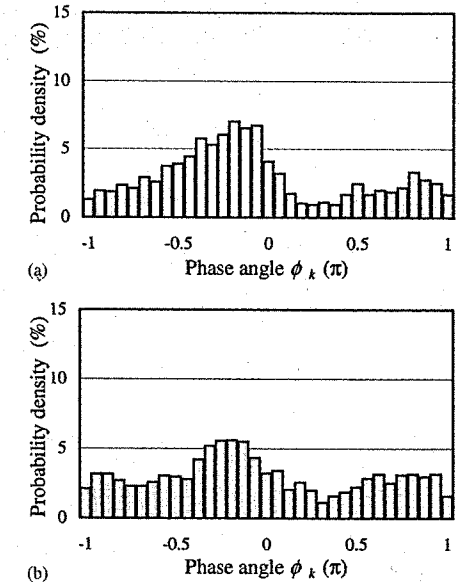 15
10
5
0
Probability density (%)
-1 -0.5 0 0.5 1
(a)
Phase angle ϕ k (π)
15
10
5
0
Probability density (%)
-1 -0.5 0 0.5 1
(b)
Phase angle ϕ k (π)